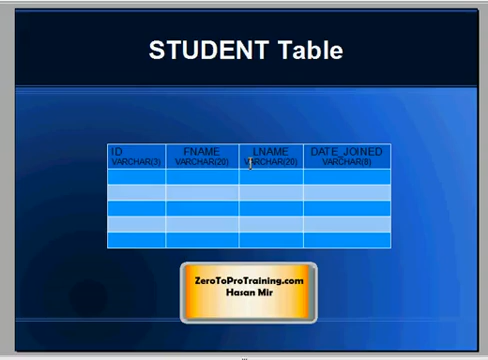 STUDENT Table
ID FNAME LNAME DATE_JOINED
VARCHAR(3) VARCHAR(20) VARCHAR(20) VARCHAR(8)
ZeroToProTraining.com
Hasan Mir